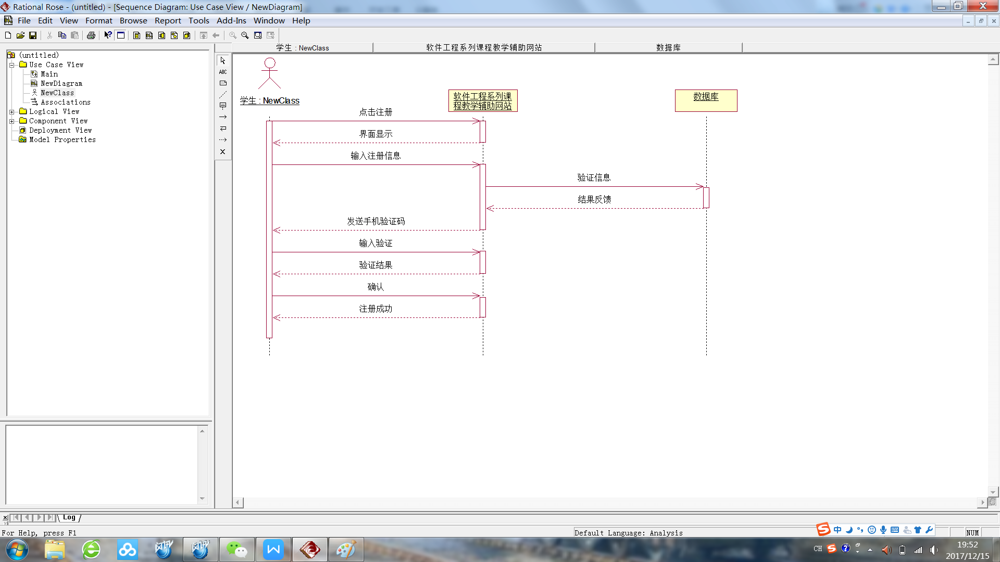 Rational Rose - (untitled) - [Sequence Diagram: Use Case View / NewDiagram]
File Edit View Format Browse Report Tools Add-Ins Window Help
学生 : NewClass
软件工程系列课程教学辅助网站
数据库
(untitled)
Use Case View
Main
NewDiagram
NewClass
Associations
Logical View
Component View
Deployment View
Model Properties
ABC
学生 : NewClass
软件工程系列课
程教学辅助网站
数据库
点击注册
界面显示
输入注册信息
验证信息
结果反馈
发送手机验证码
输入验证
验证结果
确认
注册成功
Log
For Help, press F1
Default Language: Analysis
中
NUM
CH
19:52
2017/12/15